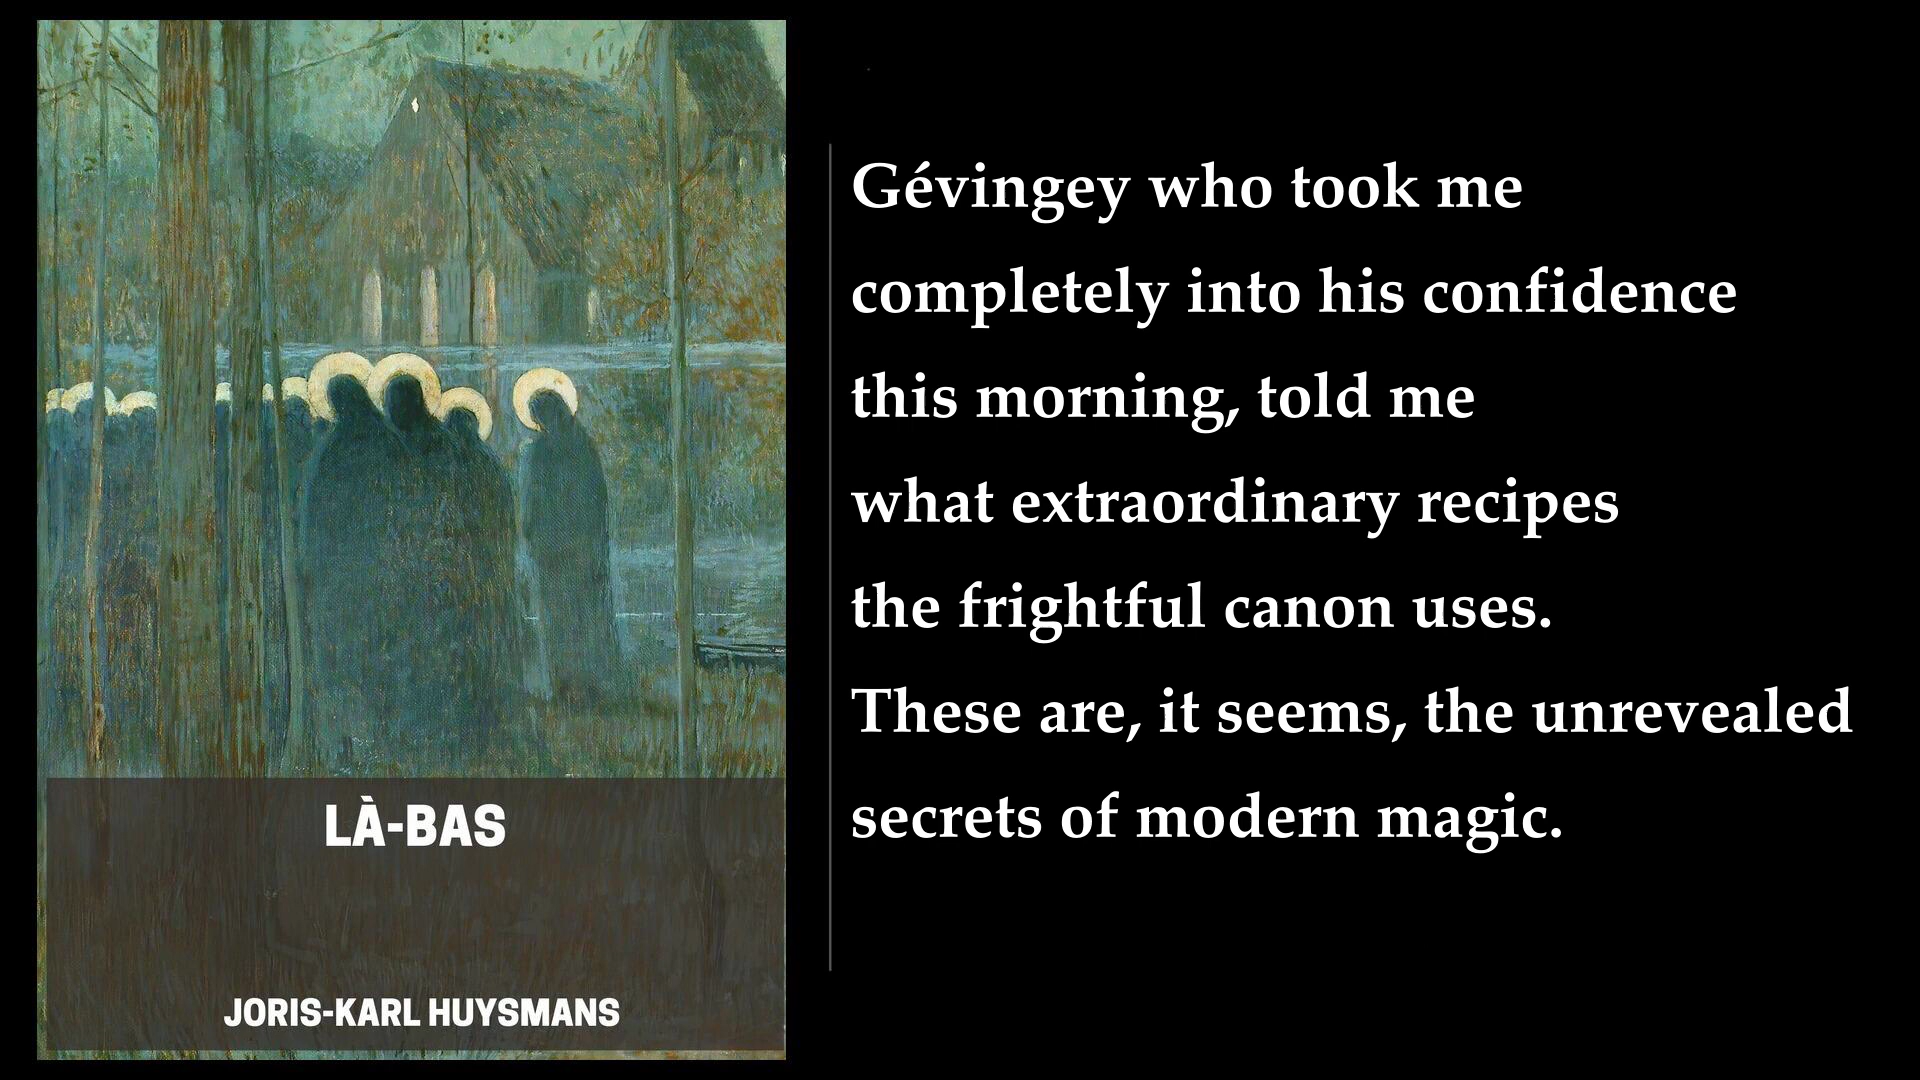 LÀ-BAS
JORIS-KARL HUYSMANS
Gévingey who took me
completely into his confidence
this morning, told me
what extraordinary recipes
the frightful canon uses.
These are, it seems, the unrevealed
secrets of modern magic.